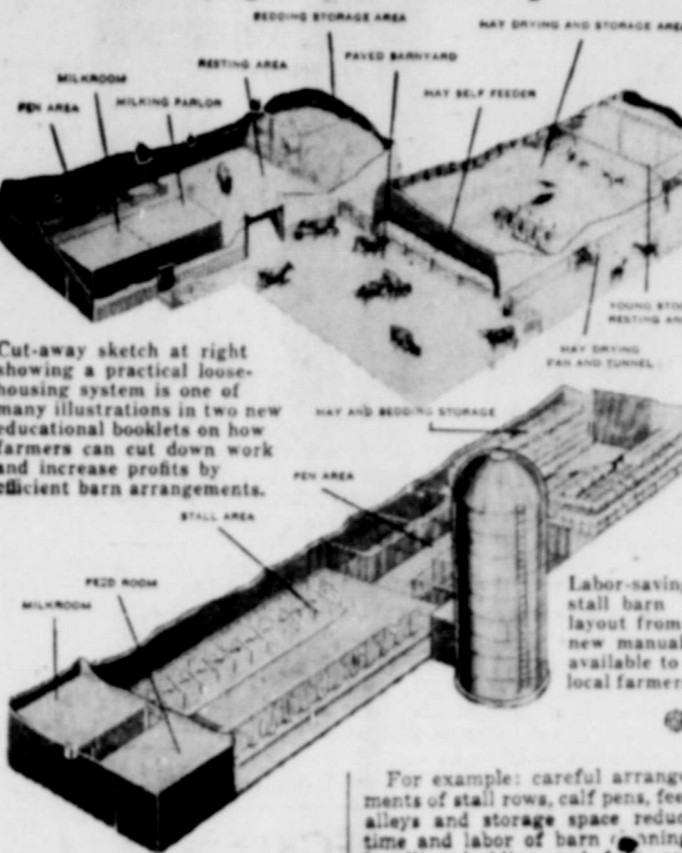 BEDDING STORAGE AREA
HAY DRYING AND STORAGE AREA
RESTING AREA
PAVED BARNYARD
MILKROOM
HAY SELF FEEDER
PEN AREA
MILKING PARLOR
YOUNG STO
RESTING AR
HAY DRYING
FAN AND TUNNEL
Cut-away sketch at right
showing a practical loose-
housing system is one of
many illustrations in two new
educational booklets on how
farmers can cut down work
and increase profits by
efficient barn arrangements.
HAY AND BEDDING STORAGE
PEN AREA
STALL AREA
FEED ROOM
MILKROOM
Labor-saving
stall barn
layout from
new manual
available to
local farmer
For example: careful arrange
ments of stall rows, calf pens, fee
alleys and storage space reduc
time and labor of barn